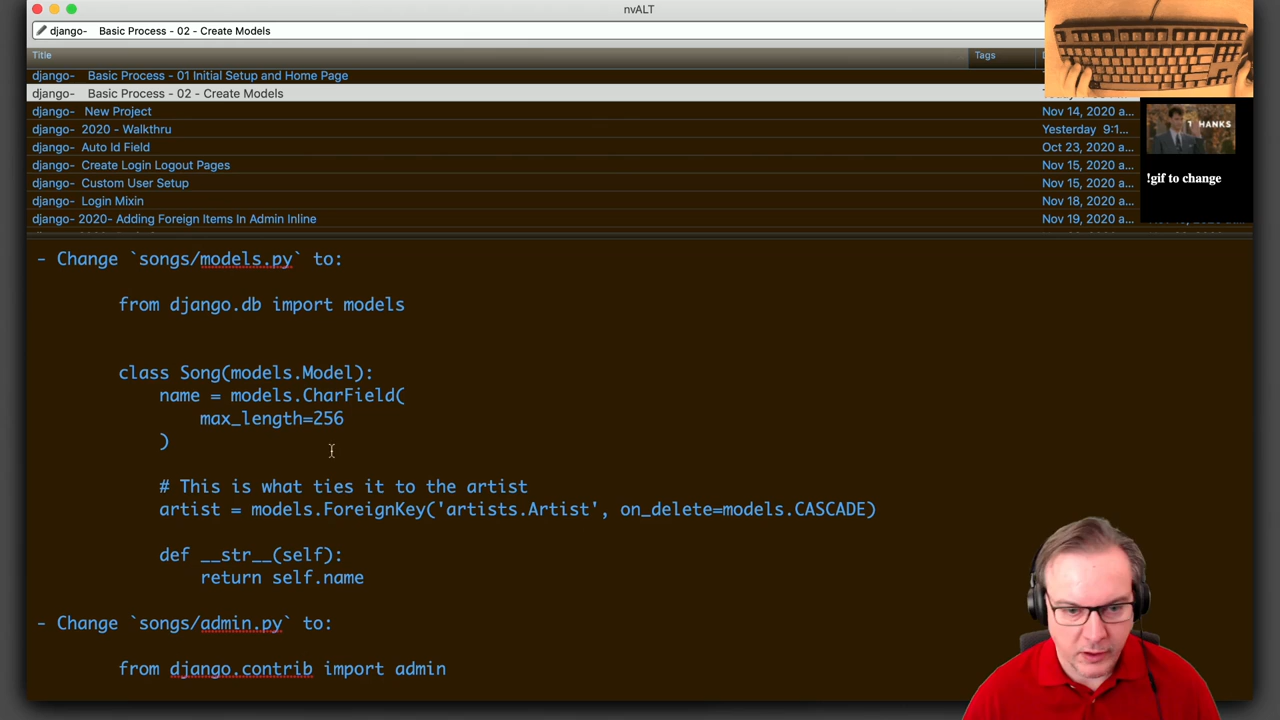 nvALT
django-   Basic Process - 02 - Create Models
Title
Tags
django-   Basic Process - 01 Initial Setup and Home Page
django-   Basic Process - 02 - Create Models
django-   New Project
Nov 14, 2020 a...
django-  2020 - Walkthru
Yesterday  9:1...
django-  Auto Id Field
Oct 23, 2020 a...
django-  Create Login Logout Pages
Nov 15, 2020 a...
django-  Custom User Setup
Nov 15, 2020 a...
django-  Login Mixin
Nov 18, 2020 a...
django- 2020- Adding Foreign Items In Admin Inline
Nov 19, 2020 a...
T HANKS
!gif to change
- Change `songs/models.py` to:
from django.db import models
class Song(models.Model):
name = models.CharField(
max_length=256
)
# This is what ties it to the artist
artist = models.ForeignKey('artists.Artist', on_delete=models.CASCADE)
def __str__(self):
return self.name
- Change `songs/admin.py` to:
from django.contrib import admin